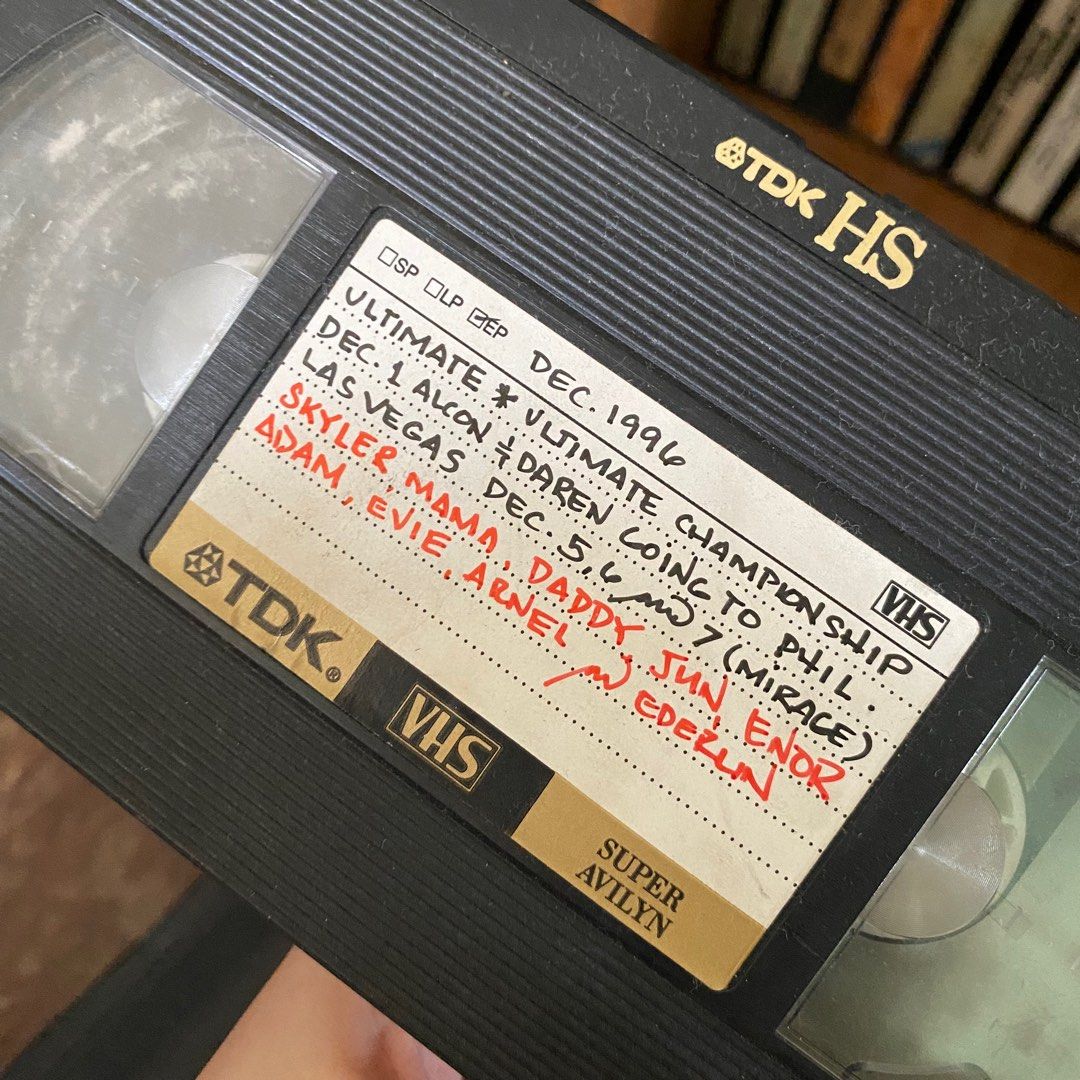 TDK HS
SP LP EP DEC. 1996
ULTIMATE * ULTIMATE CHAMPIONSHIP
DEC. 1 ALCON & DAREN GOING TO PHIL.
LAS VEGAS DEC. 5, 6 7 (MIRAGE)
SKYLER, MAMA, DADDY, JUN, ENOR
ADAM, EVIE, ARNEL EDERLIN
VHS
TDK®
VHS
SUPER
AVILYN